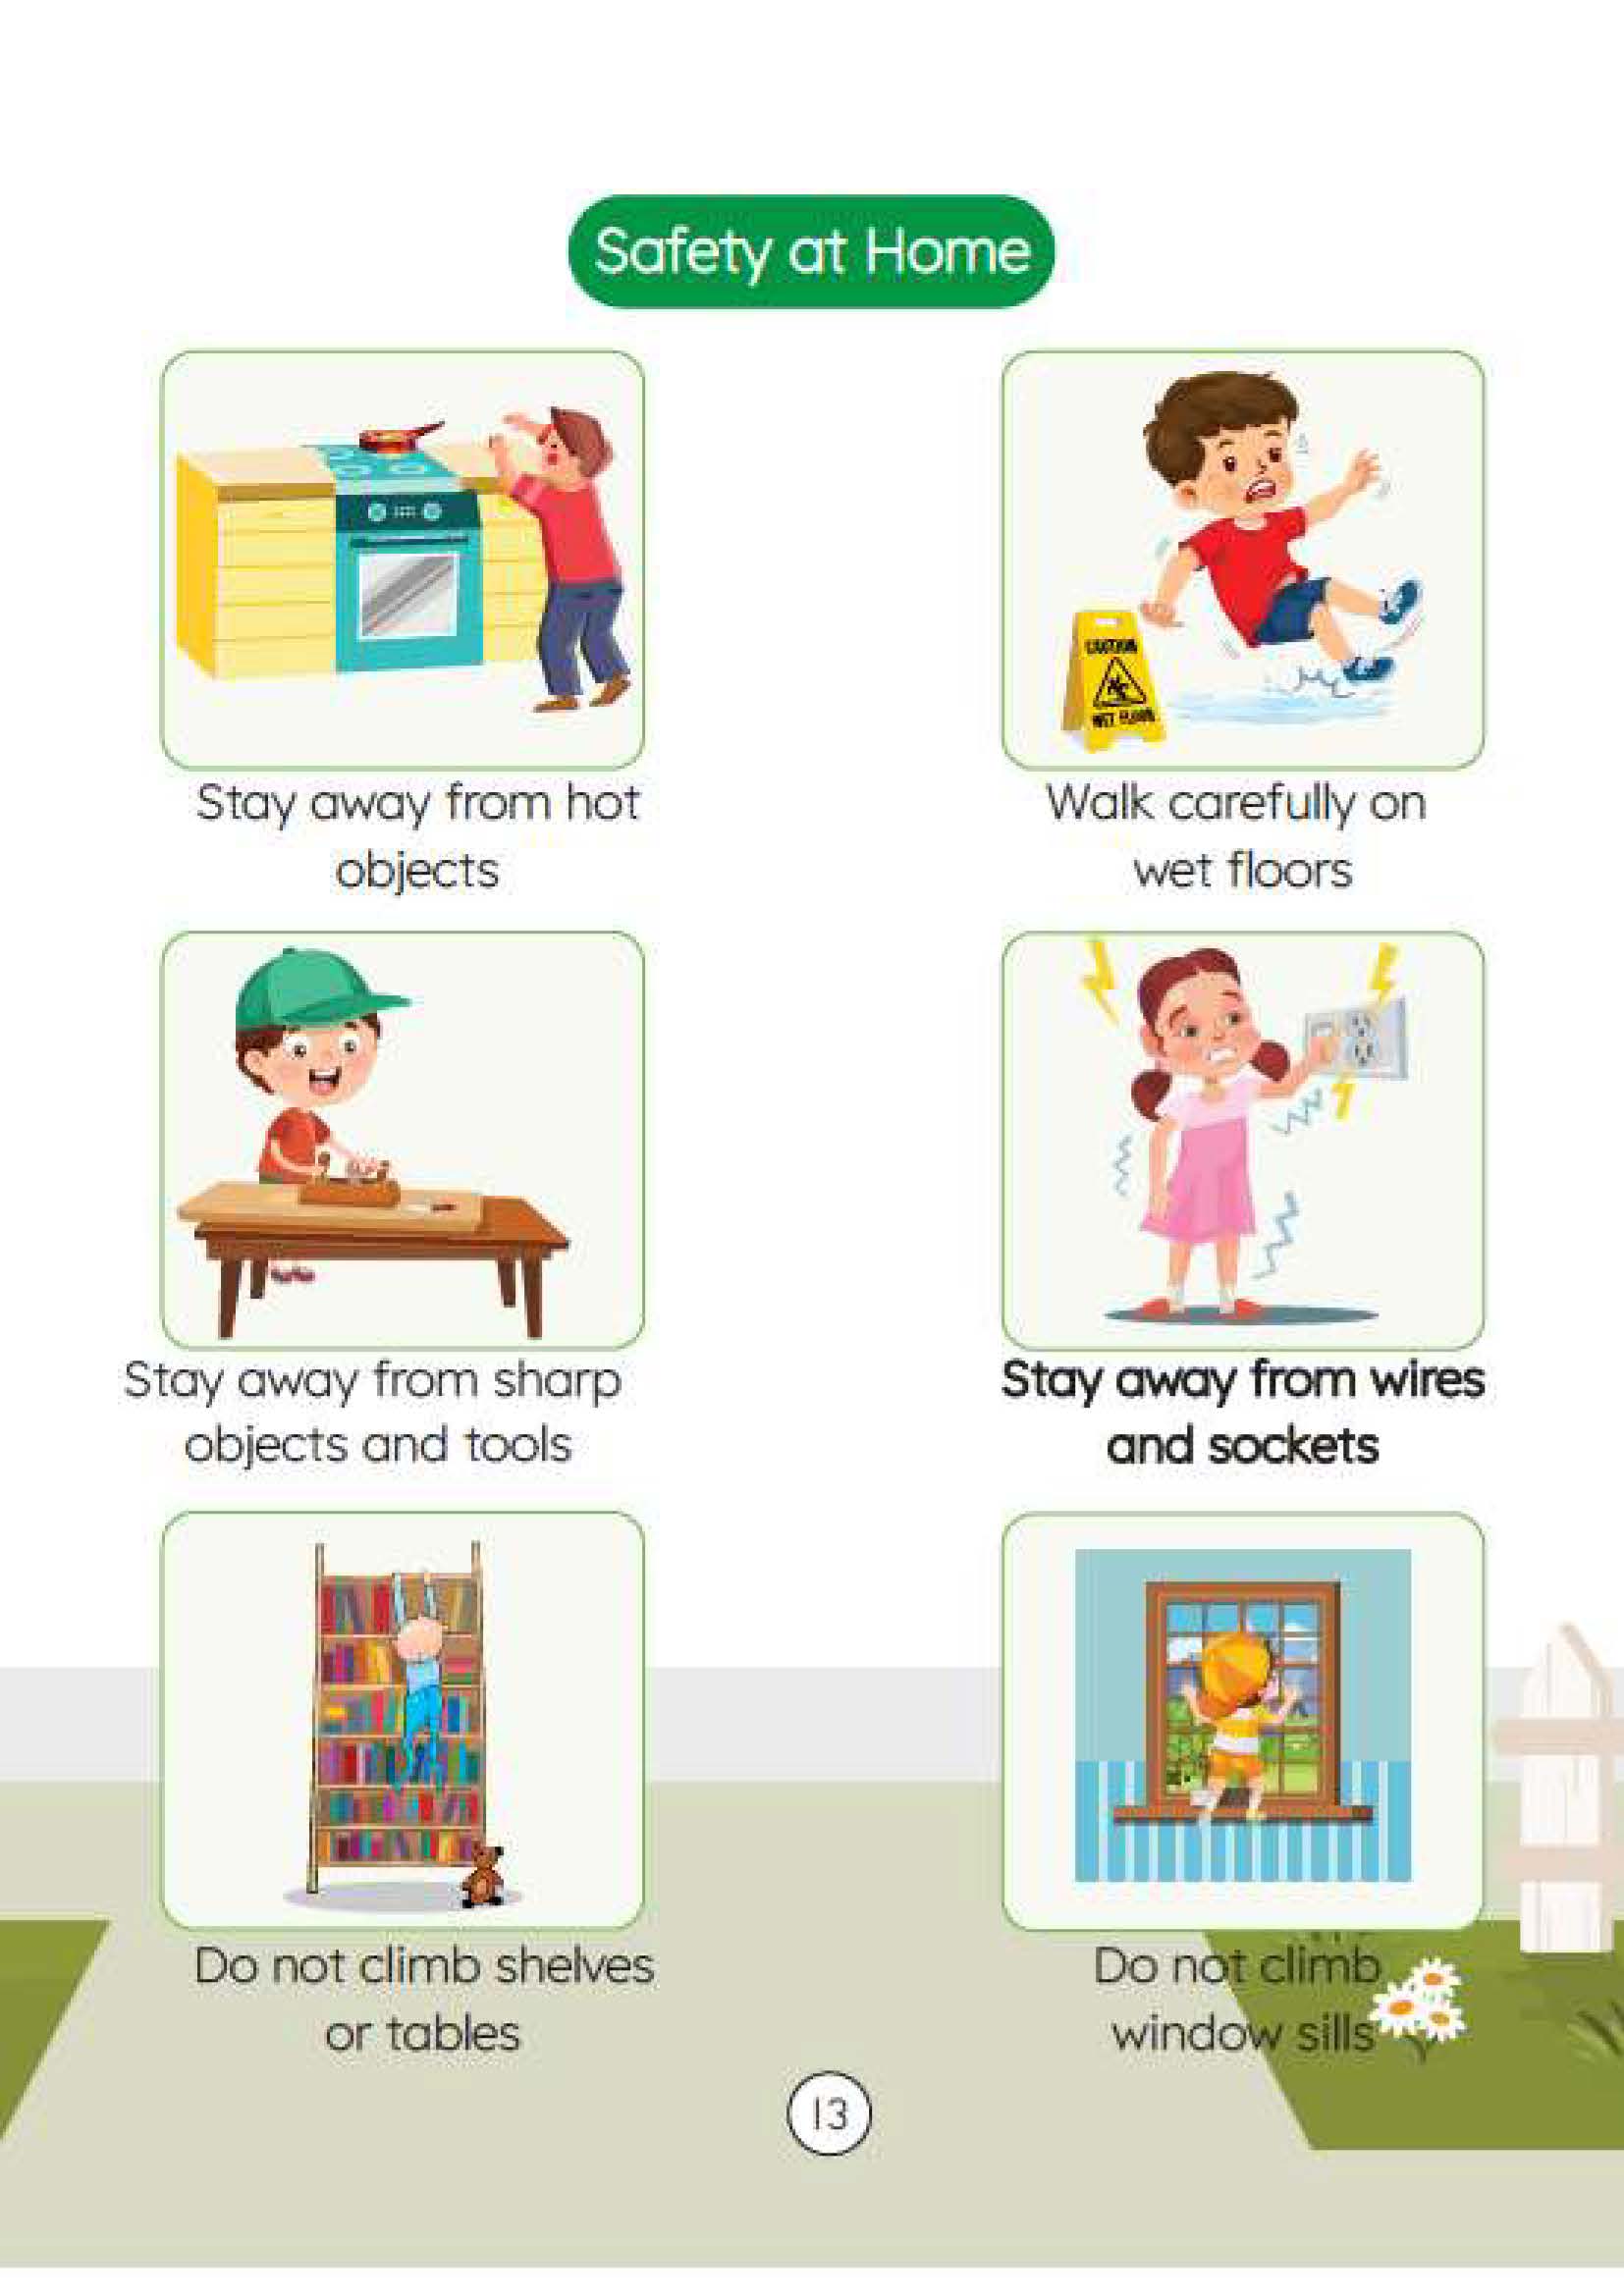 Safety at Home
Stay away from hot
objects
CAUTION
WET FLOOR
Walk carefully on
wet floors
Stay away from sharp
objects and tools
Stay away from wires
and sockets
Do not climb shelves
or tables
Do not climb
window sills
13